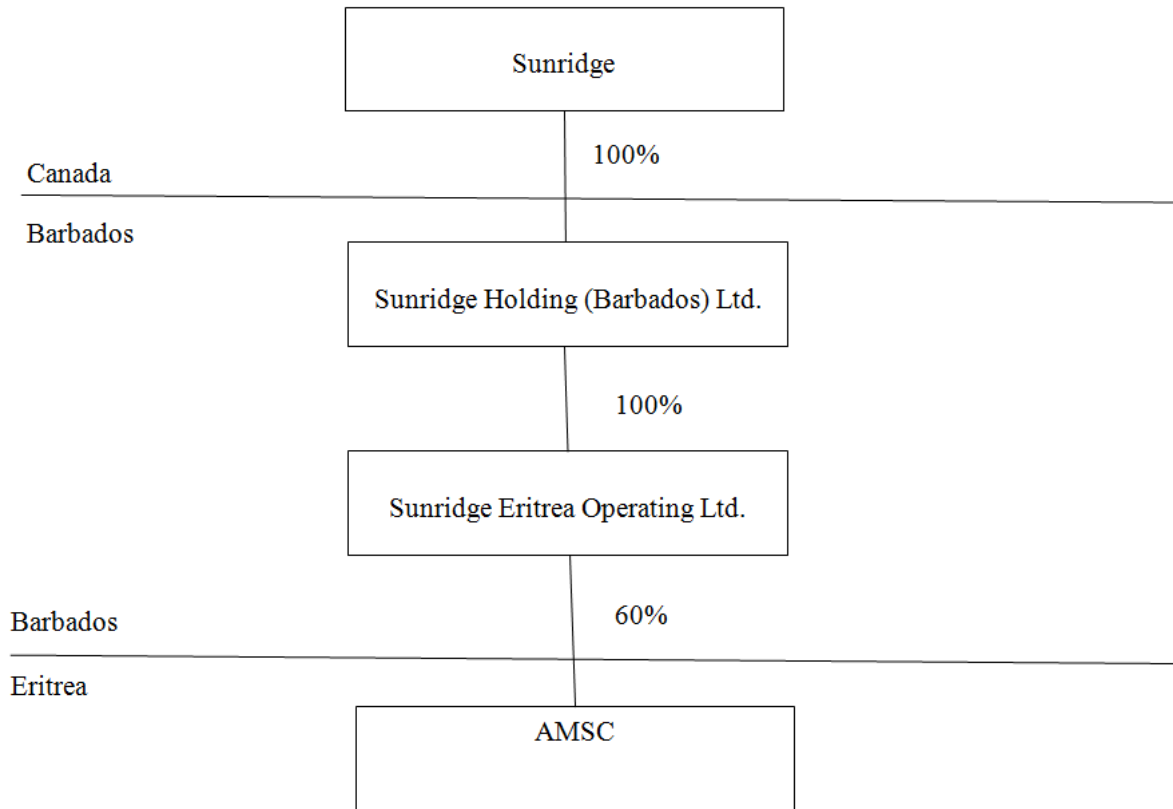 Sunridge
100%
Canada
Barbados
Sunridge Holding (Barbados) Ltd.
100%
Sunridge Eritrea Operating Ltd.
60%
Barbados
Eritrea
AMSC